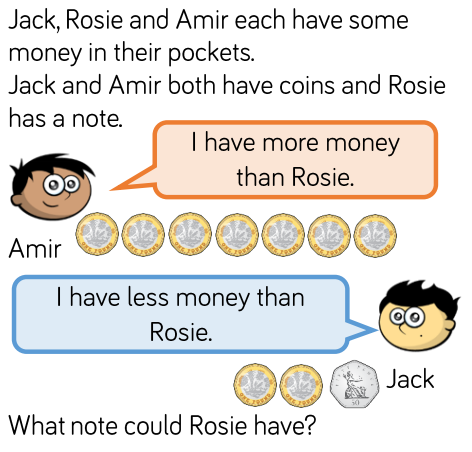 Jack, Rosie and Amir each have some
money in their pockets.
Jack and Amir both have coins and Rosie
has a note.
I have more money
than Rosie.
Amir
I have less money than
Rosie.
Jack
What note could Rosie have?